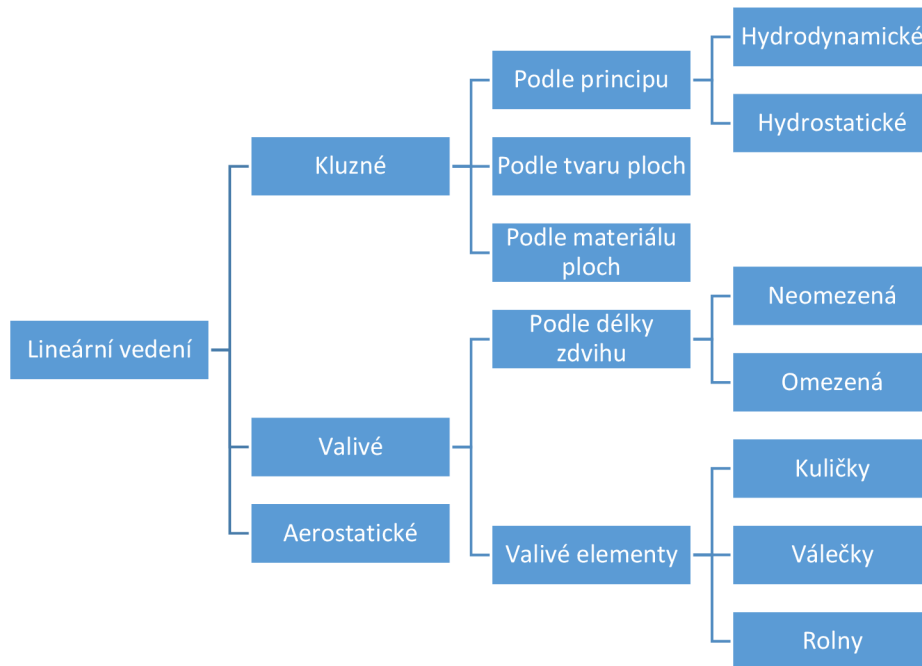 Lineární vedení
Kluzné
Podle principu
Hydrodynamické
Hydrostatické
Podle tvaru ploch
Podle materiálu
ploch
Valivé
Podle délky
zdvihu
Neomezená
Omezená
Valivé elementy
Kuličky
Válečky
Rolny
Aerostatické